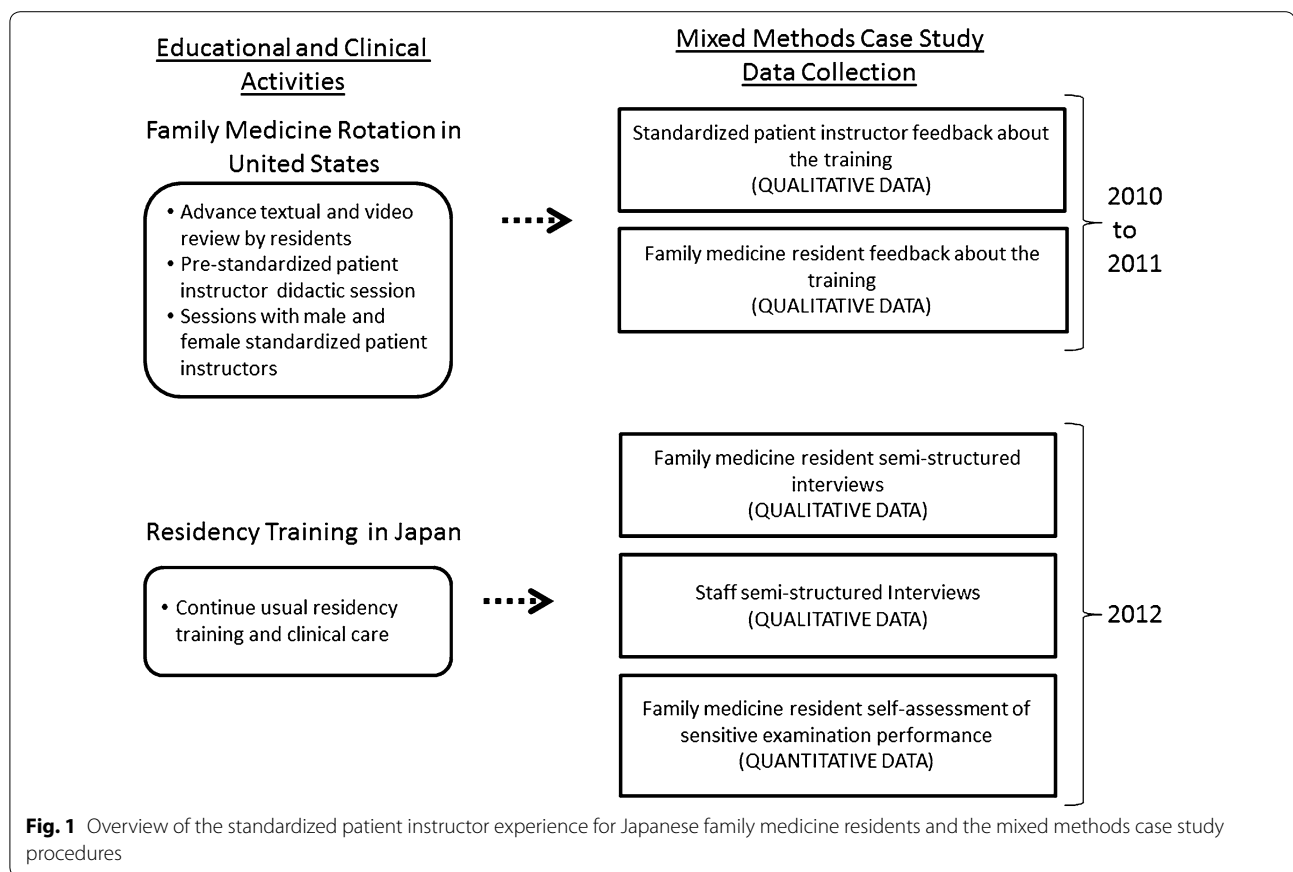 Educational and Clinical
Activities
Family Medicine Rotation in
United States
• Advance textual and video
review by residents
• Pre-standardized patient
instructor didactic session
• Sessions with male and
female standardized patient
instructors
Mixed Methods Case Study
Data Collection
Standardized patient instructor feedback about
the training
(QUALITATIVE DATA)
Family medicine resident feedback about the
training
(QUALITATIVE DATA)
2010
to
2011
Residency Training in Japan
• Continue usual residency
training and clinical care
Family medicine resident semi-structured
interviews
(QUALITATIVE DATA)
Staff semi-structured Interviews
(QUALITATIVE DATA)
Family medicine resident self-assessment of
sensitive examination performance
(QUANTITATIVE DATA)
2012
Fig. 1 Overview of the standardized patient instructor experience for Japanese family medicine residents and the mixed methods case study
procedures